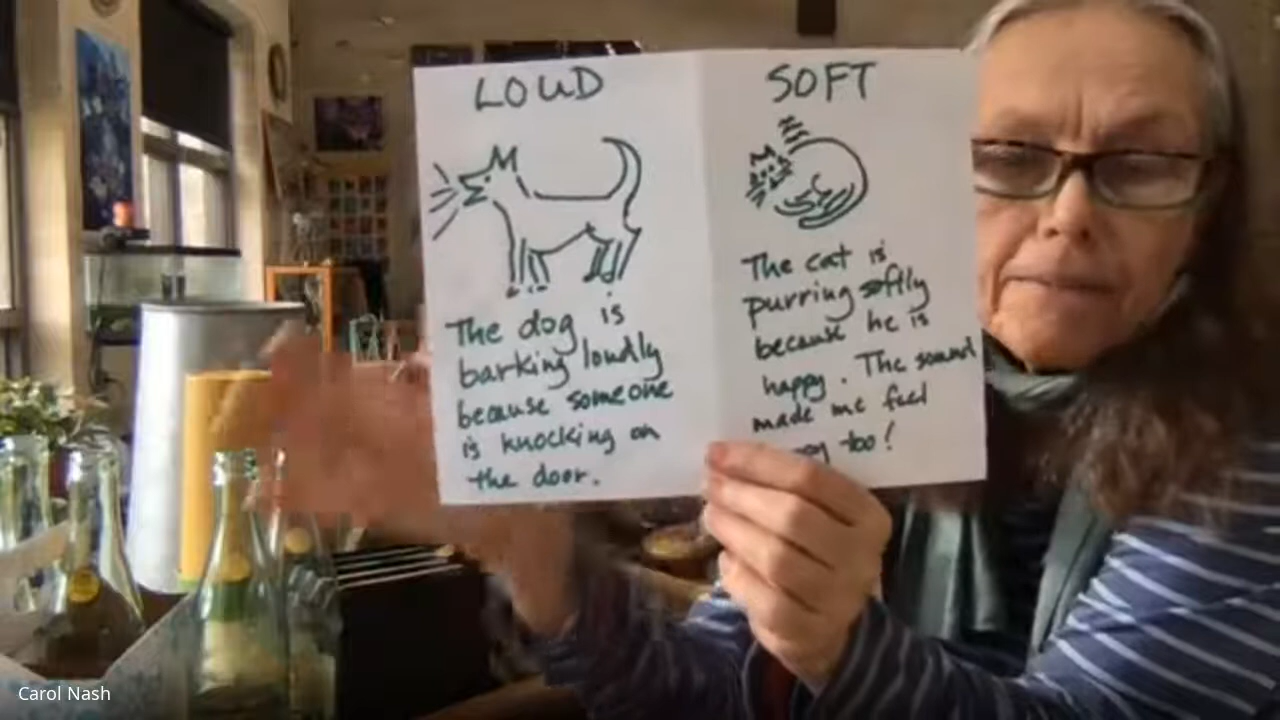 LOUD
The dog is
barking loudly
because someone
is knocking on
the door.
SOFT
The cat is
purring softly
because he is
happy. The sound
made me feel
too!
Carol Nash